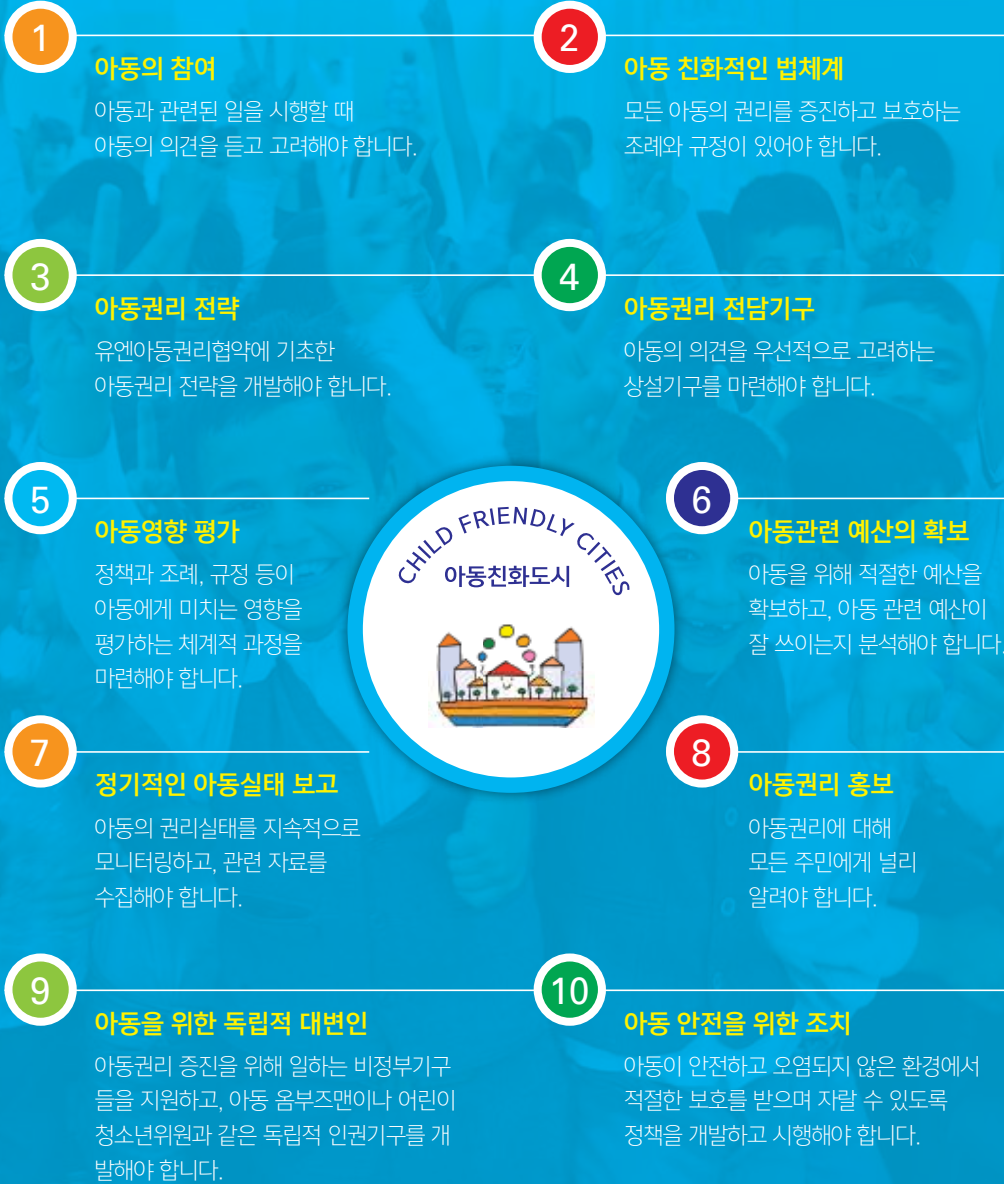 1
아동의 참여
아동과 관련된 일을 시행할 때
아동의 의견을 듣고 고려해야 합니다.
2
아동 친화적인 법체계
모든 아동의 권리를 증진하고 보호하는
조례와 규정이 있어야 합니다.
3
아동권리 전략
유엔아동권리협약에 기초한
아동권리 전략을 개발해야 합니다.
4
아동권리 전담기구
아동의 의견을 우선적으로 고려하는
상설기구를 마련해야 합니다.
5
아동영향 평가
정책과 조례, 규정 등이
아동에게 미치는 영향을
평가하는 체계적 과정을
마련해야 합니다.
CHILD FRIENDLY CITIES
아동친화도시
6
아동관련 예산의 확보
아동을 위해 적절한 예산을
확보하고, 아동 관련 예산이
잘 쓰이는지 분석해야 합니다.
7
정기적인 아동실태 보고
아동의 권리실태를 지속적으로
모니터링하고, 관련 자료를
수집해야 합니다.
8
아동권리 홍보
아동권리에 대해
모든 주민에게 널리
알려야 합니다.
9
아동을 위한 독립적 대변인
아동권리 증진을 위해 일하는 비정부기구
들을 지원하고, 아동 옴부즈맨이나 어린이
청소년위원과 같은 독립적 인권기구를 개
발해야 합니다.
10
아동 안전을 위한 조치
아동이 안전하고 오염되지 않은 환경에서
적절한 보호를 받으며 자랄 수 있도록
정책을 개발하고 시행해야 합니다.